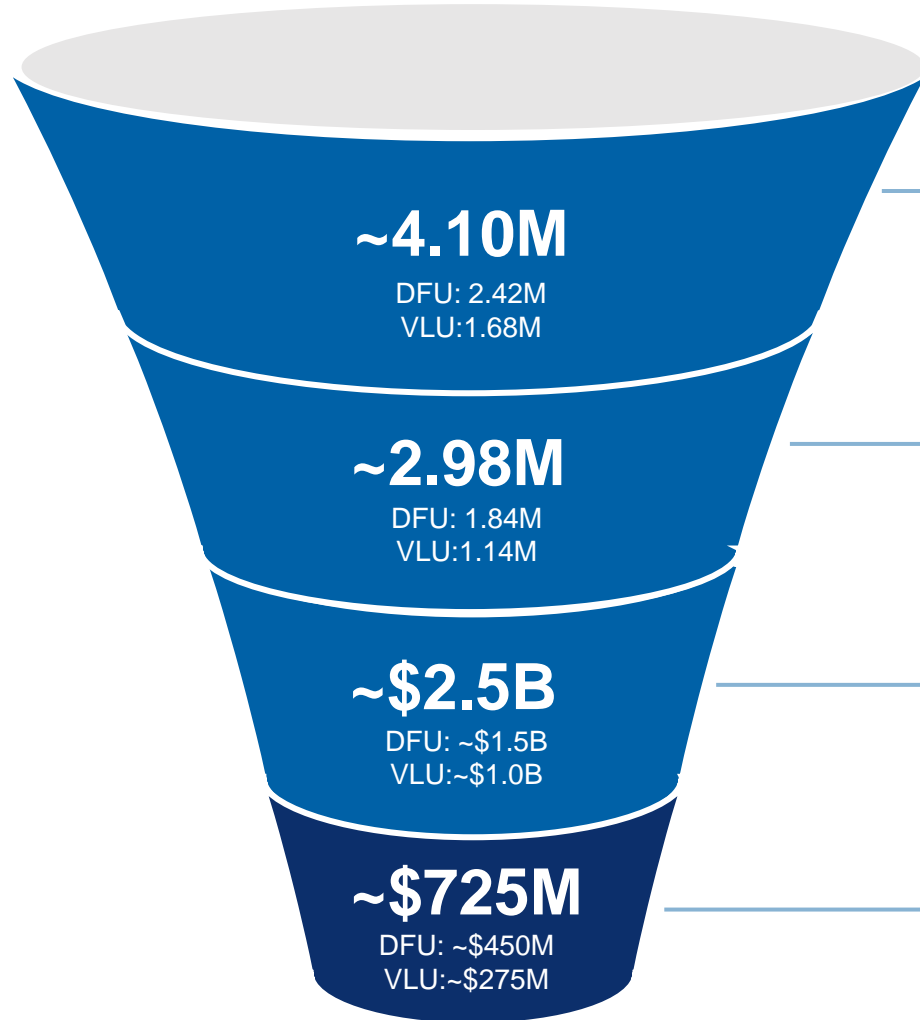 ~4.10M
DFU: 2.42M
VLU:1.68M
~2.98M
DFU: 1.84M
VLU:1.14M
~$2.5B
DFU: ~$1.5B
VLU:~$1.0B
~$725M
DFU: ~$450M
VLU:~$275M